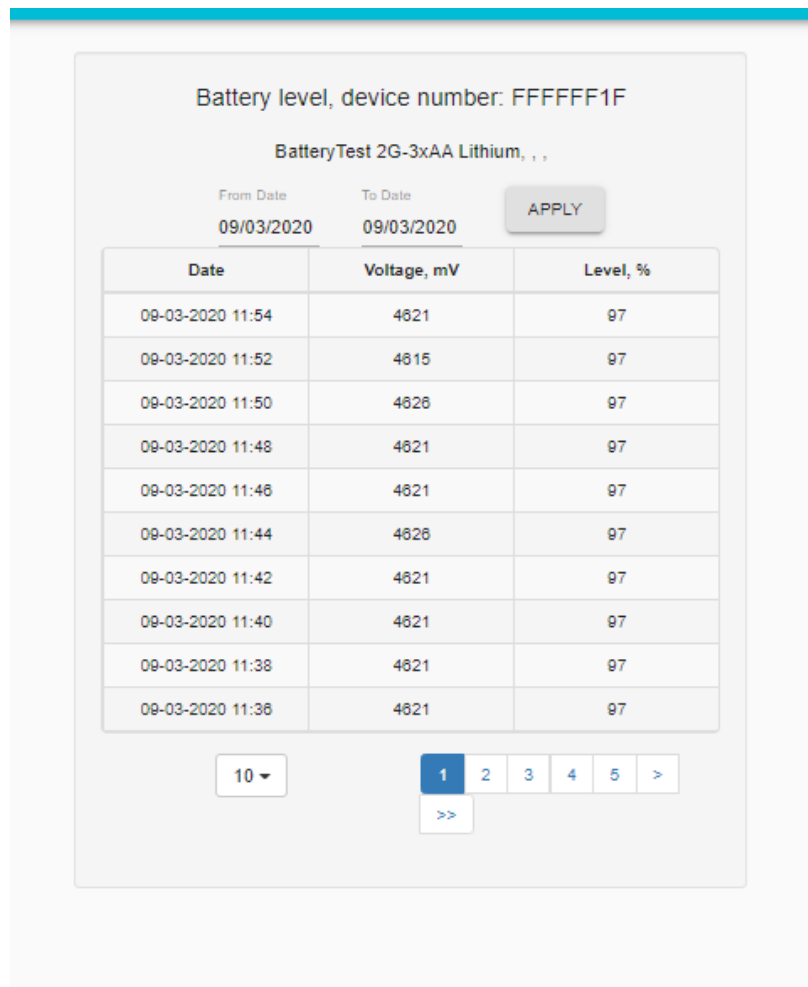 Battery level, device number: FFFFFF1F
BatteryTest 2G-3xAA Lithium, , ,
From Date To Date
09/03/2020 09/03/2020 APPLY
Date Voltage, mV Level, %
09-03-2020 11:54 4621 97
09-03-2020 11:52 4615 97
09-03-2020 11:50 4626 97
09-03-2020 11:48 4621 97
09-03-2020 11:46 4621 97
09-03-2020 11:44 4626 97
09-03-2020 11:42 4621 97
09-03-2020 11:40 4621 97
09-03-2020 11:38 4621 97
09-03-2020 11:36 4621 97
10 1 2 3 4 5 >
>>